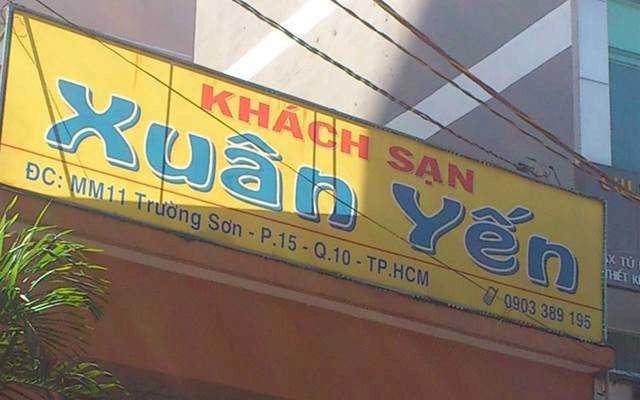 KHÁCH SẠN
Xuân Yến
ĐC: MM11 Trường Sơn - P.15 - Q.10 - TP.HCM
0903 389 195